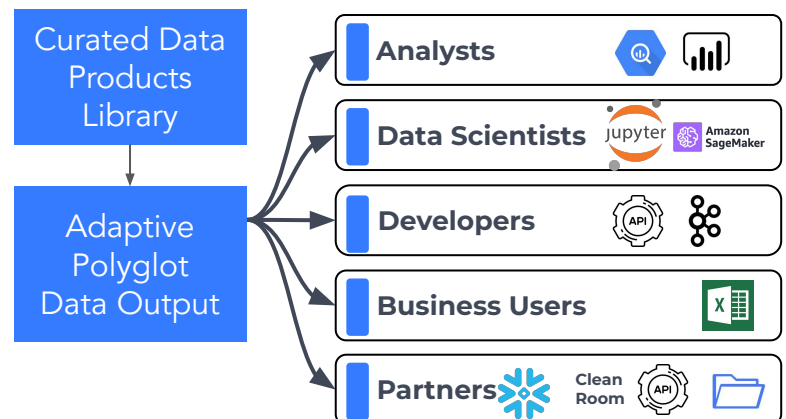 Curated Data
Products
Library
Adaptive
Polyglot
Data Output
Analysts
Data Scientists
jupyter
Amazon
SageMaker
Developers
API
Business Users
X
Partners
Clean
Room
API